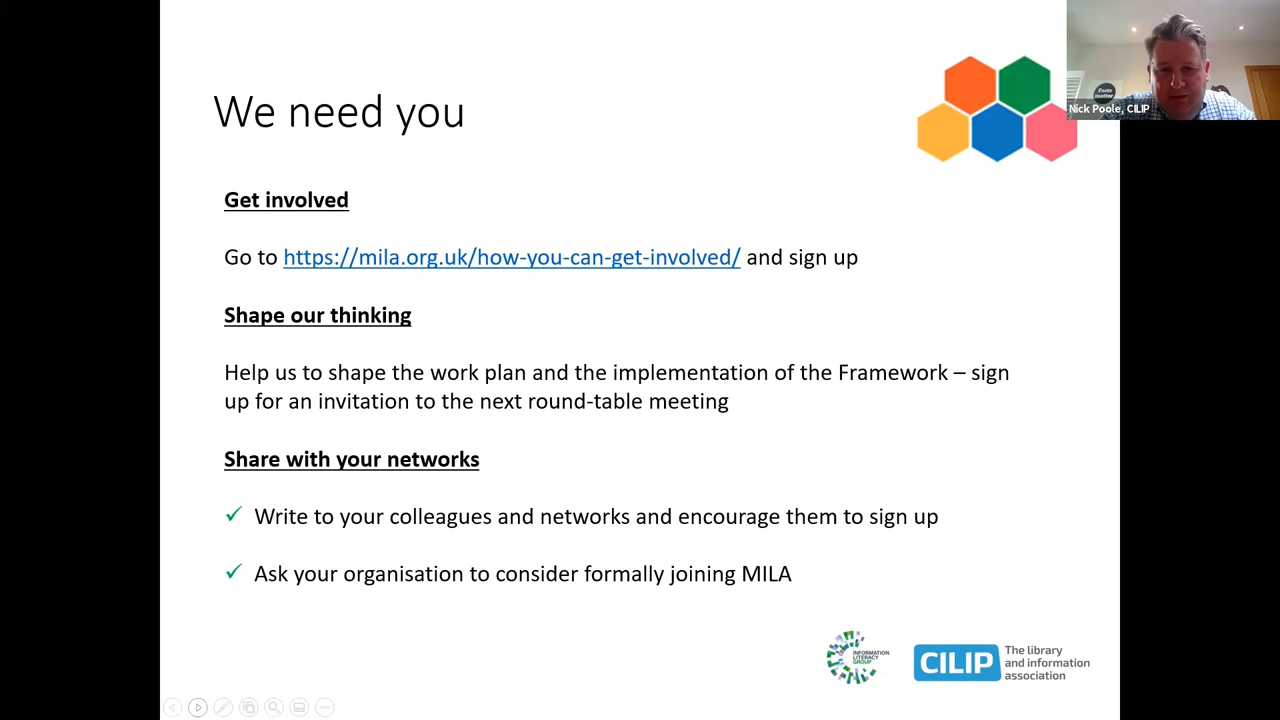 We need you
Nick Poole, CILIP
Get involved
Go to https://mila.org.uk/how-you-can-get-involved/ and sign up
Shape our thinking
Help us to shape the work plan and the implementation of the Framework – sign
up for an invitation to the next round-table meeting
Share with your networks
✓ Write to your colleagues and networks and encourage them to sign up
✓ Ask your organisation to consider formally joining MILA
INFORMATION
LITERACY
GROUP
CILIP
The library
and information
association